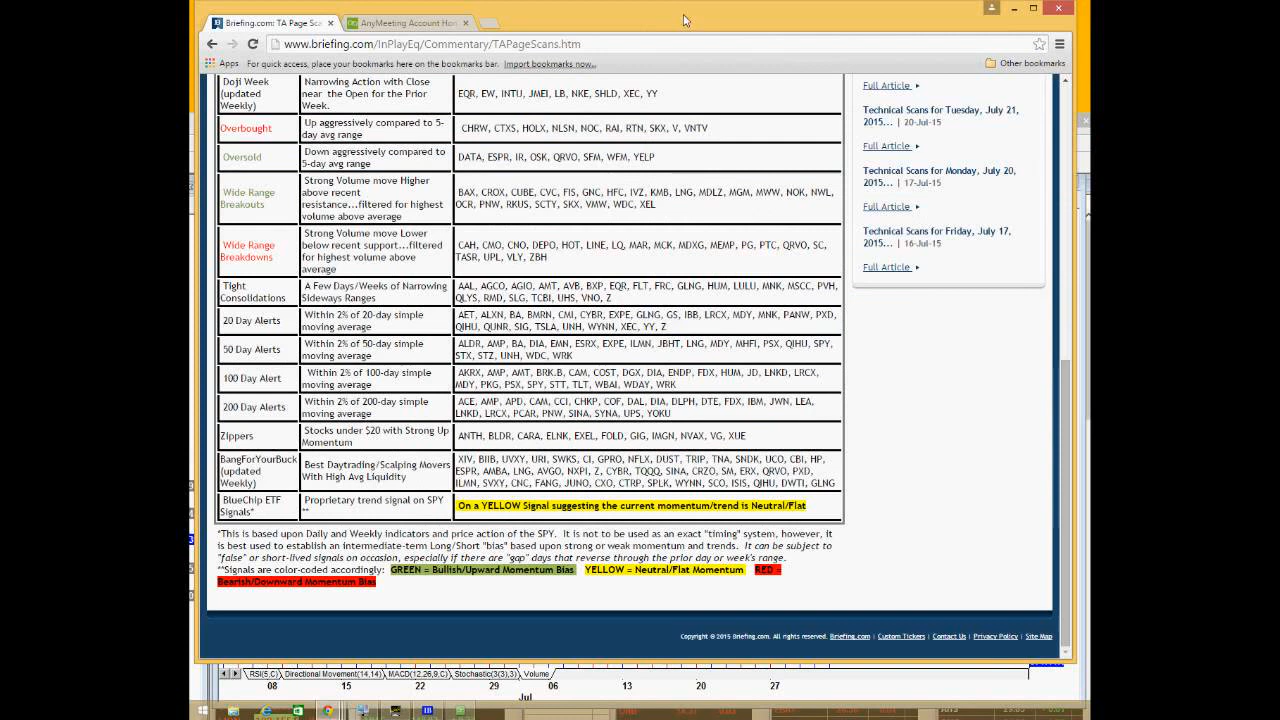 Briefing.com: TA Page Sca
AnyMeeting Account Hom
www.briefing.com/InPlayEq/Commentary/TAPageScans.htm
Apps For quick access, place your bookmarks here on the bookmarks bar. Import bookmarks now... Other bookmarks
Doji Week
(updated
Weekly)
Narrowing Action with Close
near the Open for the Prior
Week.
EQR, EW, INTU, JMEI, LB, NKE, SHLD, XEC, YY
Overbought
Up aggressively compared to 5-
day avg range
CHRW, CTXS, HOLX, NLSN, NOC, RAI, RTN, SKX, V, VNTV
Oversold
Down aggressively compared to
5-day avg range
DATA, ESPR, IR, OSK, QRVO, SFM, WFM, YELP
Wide Range
Breakouts
Strong Volume move Higher
above recent
resistance...filtered for highest
volume above average
BAX, CROX, CUBE, CVC, FIS, GNC, HFC, IVZ, KMB, LNG, MDLZ, MGM, MWW, NOK, NWL,
OCR, PNW, RKUS, SCTY, SKX, VMW, WDC, XEL
Wide Range
Breakdowns
Strong Volume move Lower
below recent support...filtered
for highest volume above
average
CAH, CMO, CNO, DEPO, HOT, LINE, LQ, MAR, MCK, MDXG, MEMP, PG, PTC, QRVO, SC,
TASR, UPL, VLY, ZBH
Tight
Consolidations
A Few Days/Weeks of Narrowing
Sideways Ranges
AAL, AGCO, AGIO, AMT, AVB, BXP, EQR, FLT, FRC, GLNG, HUM, LULU, MNK, MSCC, PVH,
QLYS, RMD, SLG, TCBI, UHS, VNO, Z
20 Day Alerts
Within 2% of 20-day simple
moving average
AET, ALXN, BA, BMRN, CMI, CYBR, EXPE, GLNG, GS, IBB, LRCX, MDY, MNK, PANW, PXD,
QIHU, QUNR, SIG, TSLA, UNH, WYNN, XEC, YY, Z
50 Day Alerts
Within 2% of 50-day simple
moving average
ALDR, AMP, BA, DIA, EMN, ESRX, EXPE, ILMN, JBHT, LNG, MDY, MHFI, PSX, QIHU, SPY,
STX, STZ, UNH, WDC, WRK
100 Day Alert
Within 2% of 100-day simple
moving average
AKRX, AMP, AMT, BRK.B, CAM, COST, DGX, DIA, ENDP, FDX, HUM, JD, LNKD, LRCX,
MDY, PKG, PSX, SPY, STT, TLT, WBAI, WDAY, WRK
200 Day Alerts
Within 2% of 200-day simple
moving average
ACE, AMP, APD, CAM, CCI, CHKP, COF, DAL, DIA, DLPH, DTE, FDX, IBM, JWN, LEA,
LNKD, LRCX, PCAR, PNW, SINA, SYNA, UPS, YOKU
Zippers
Stocks under $20 with Strong Up
Momentum
ANTH, BLDR, CARA, ELNK, EXEL, FOLD, GIG, IMGN, NVAX, VG, XUE
BangForYourBuck
(updated
Weekly)
Best Daytrading/Scalping Movers
With High Avg Liquidity
XIV, BIIB, UVXY, URI, SWKS, CI, GPRO, NFLX, DUST, TRIP, TNA, SNDK, UCO, CBI, HP,
ESPR, AMBA, LNG, AVGO, NXPI, Z, CYBR, TQQQ, SINA, CRZO, SM, ERX, QRVO, PXD,
ILMN, SVXY, CNC, FANG, JUNO, CXO, CTRP, SPLK, WYNN, SCO, ISIS, QIHU, DWTI, GLNG
BlueChip ETF
Signals*
Proprietary trend signal on SPY
**
On a YELLOW Signal suggesting the current momentum/trend is Neutral/Flat
*This is based upon Daily and Weekly indicators and price action of the SPY. It is not to be used as an exact "timing" system, however, it
is best used to establish an intermediate-term Long/Short "bias" based upon strong or weak momentum and trends. It can be subject to
"false" or short-lived signals on occasion, especially if there are "gap" days that reverse through the prior day or week's range.
**Signals are color-coded accordingly: GREEN = Bullish/Upward Momentum Bias YELLOW = Neutral/Flat Momentum RED =
Bearish/Downward Momentum Bias
Full Article
Technical Scans for Tuesday, July 21,
2015... | 20-Jul-15
Full Article
Technical Scans for Monday, July 20,
2015... | 17-Jul-15
Full Article
Technical Scans for Friday, July 17,
2015... | 16-Jul-15
Full Article
Copyright © 2015 Briefing.com. All rights reserved. Briefing.com | Custom Tickers | Contact Us | Privacy Policy | Site Map
RSI(5,C) Directional Movement(14,14) MACD(12,26,9,C) Stochastic(3(3),3) Volume
08 15 22 29 06 13 20 27
Jul